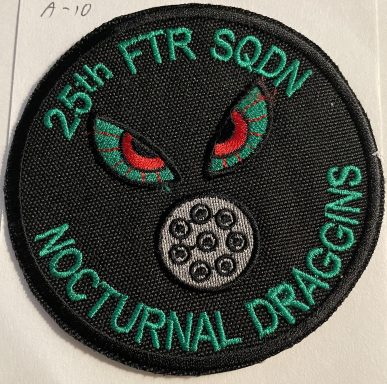 A-10
25th FTR SQDN
NOCTURNAL DRAGGINS